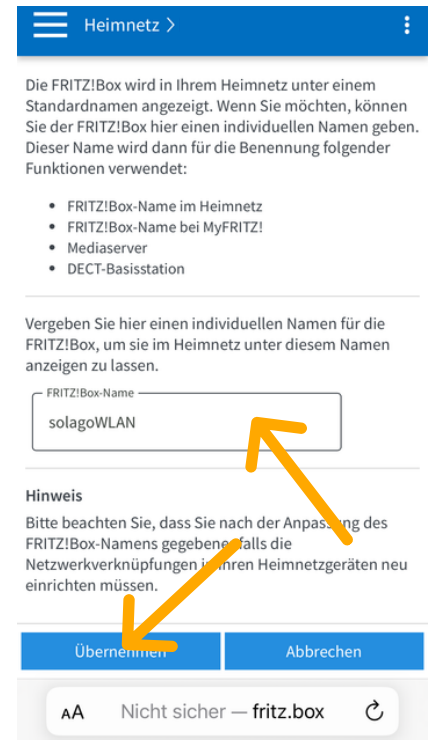 Heimnetz >
Die FRITZ!Box wird in Ihrem Heimnetz unter einem
Standardnamen angezeigt. Wenn Sie möchten, können
Sie der FRITZ!Box hier einen individuellen Namen geben.
Dieser Name wird dann für die Benennung folgender
Funktionen verwendet:
• FRITZ!Box-Name im Heimnetz
• FRITZ!Box-Name bei MyFRITZ!
• Mediaserver
• DECT-Basisstation
Vergeben Sie hier einen individuellen Namen für die
FRITZ!Box, um sie im Heimnetz unter diesem Namen
anzeigen zu lassen.
FRITZ!Box-Name
solagoWLAN
Hinweis
Bitte beachten Sie, dass Sie nach der Anpassung des
FRITZ!Box-Namens gegebenenfalls die
Netzwerkverknüpfungen in Ihren Heimnetzgeräten neu
einrichten müssen.
Übernehmen Abbrechen
AA Nicht sicher — fritz.box